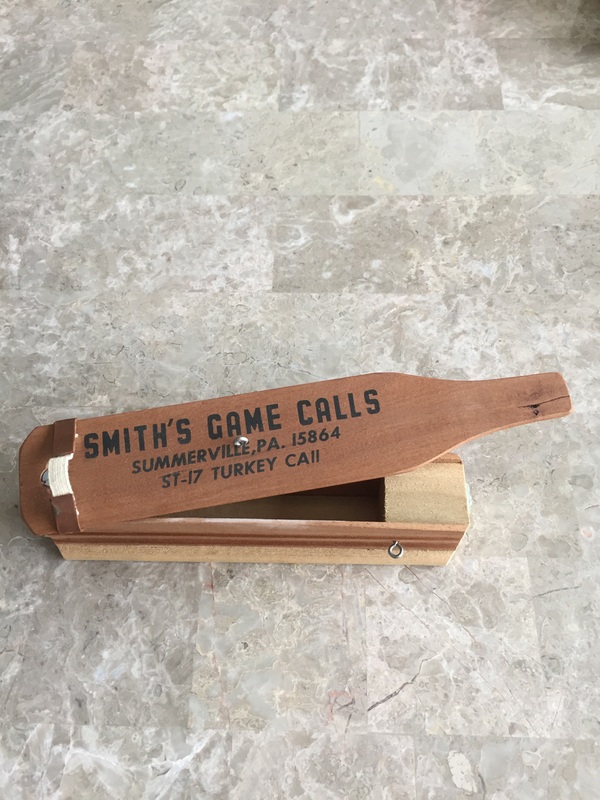 SMITH'S GAME CALLS
SUMMERVILLE, PA. 15864
ST-17 TURKEY CAll